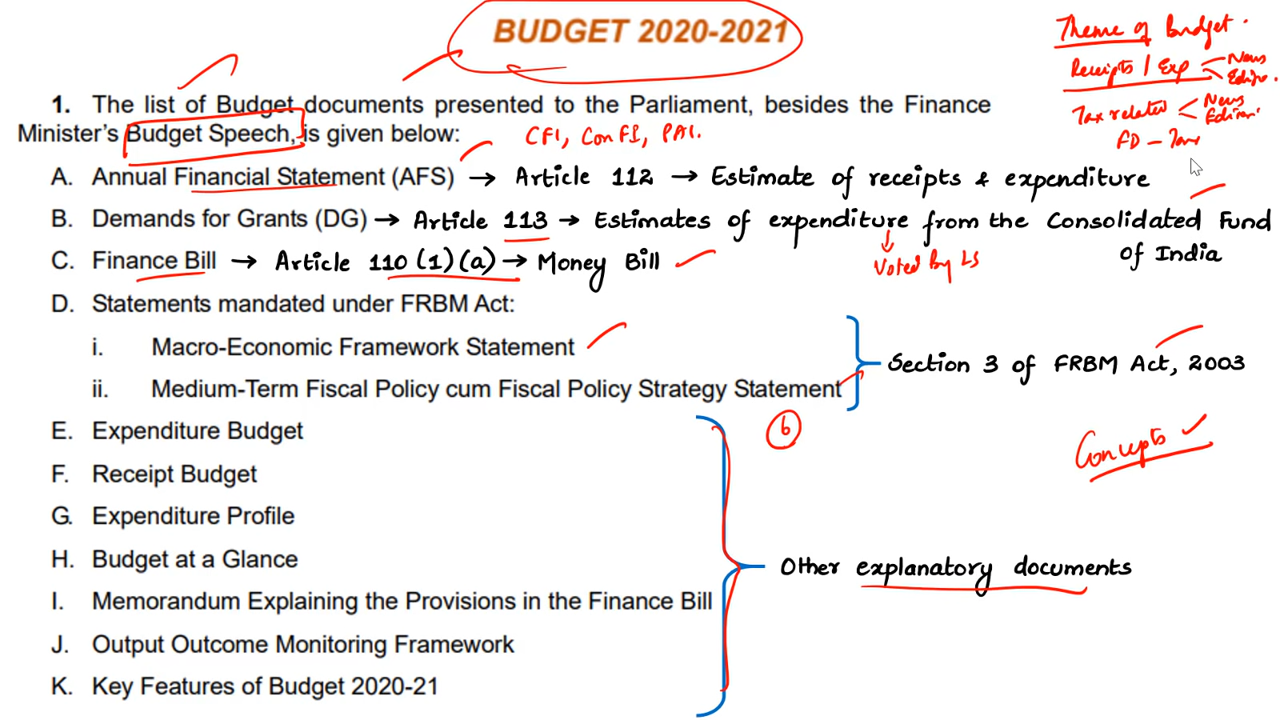 BUDGET 2020-2021
Theme of Budget.
Receipts / Exp News
Tax related News
FD - Tax
1. The list of Budget documents presented to the Parliament, besides the Finance
Minister's Budget Speech, is given below:
CFI, ConFI, PAI.
A. Annual Financial Statement (AFS) → Article 112 → Estimate of receipts & expenditure
B. Demands for Grants (DG) → Article 113 → Estimates of expenditure from the Consolidated Fund
of India
Voted by LS
C. Finance Bill → Article 110 (1) (a) → Money Bill
D. Statements mandated under FRBM Act:
i. Macro-Economic Framework Statement
Section 3 of FRBM Act, 2003
ii. Medium-Term Fiscal Policy cum Fiscal Policy Strategy Statement
E. Expenditure Budget
6
Concepts
F. Receipt Budget
G. Expenditure Profile
H. Budget at a Glance
Other explanatory documents
I. Memorandum Explaining the Provisions in the Finance Bill
J. Output Outcome Monitoring Framework
K. Key Features of Budget 2020-21